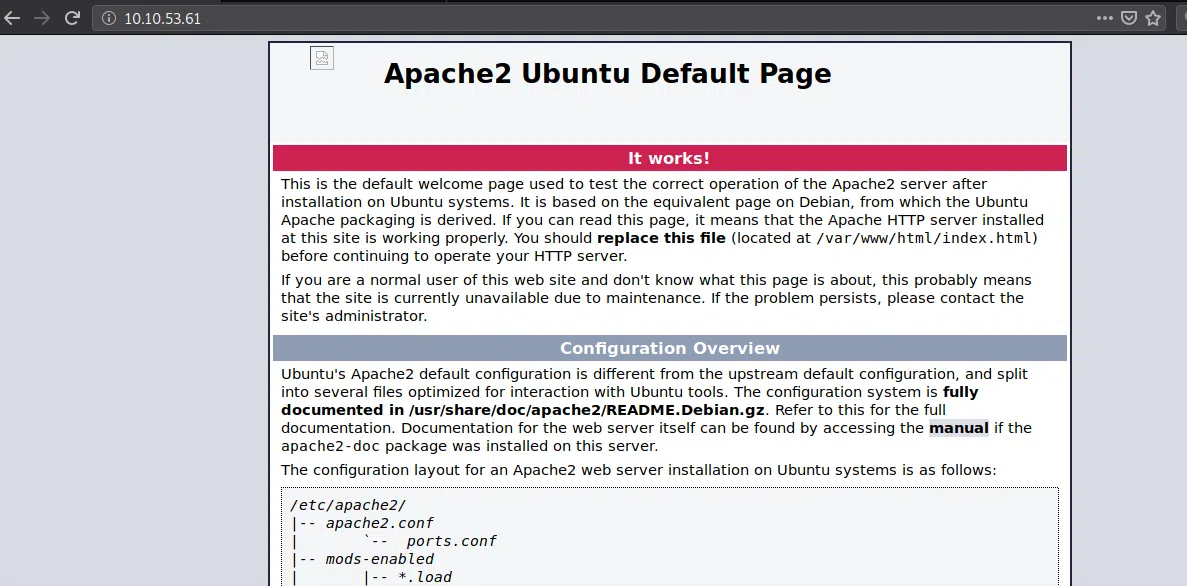 10.10.53.61
Apache2 Ubuntu Default Page
It works!
This is the default welcome page used to test the correct operation of the Apache2 server after
installation on Ubuntu systems. It is based on the equivalent page on Debian, from which the Ubuntu
Apache packaging is derived. If you can read this page, it means that the Apache HTTP server installed
at this site is working properly. You should replace this file (located at /var/www/html/index.html)
before continuing to operate your HTTP server.
If you are a normal user of this web site and don't know what this page is about, this probably means
that the site is currently unavailable due to maintenance. If the problem persists, please contact the
site's administrator.
Configuration Overview
Ubuntu's Apache2 default configuration is different from the upstream default configuration, and split
into several files optimized for interaction with Ubuntu tools. The configuration system is fully
documented in /usr/share/doc/apache2/README.Debian.gz. Refer to this for the full
documentation. Documentation for the web server itself can be found by accessing the manual if the
apache2-doc package was installed on this server.
The configuration layout for an Apache2 web server installation on Ubuntu systems is as follows:
/etc/apache2/
|-- apache2.conf
|       `--  ports.conf
|-- mods-enabled
|       |-- *.load